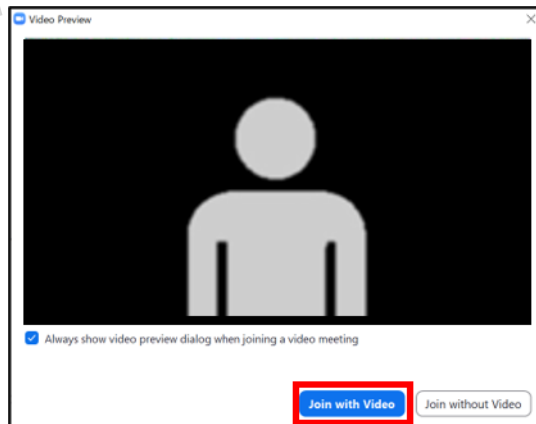 Video Preview
Always show video preview dialog when joining a video meeting
Join with Video
Join without Video